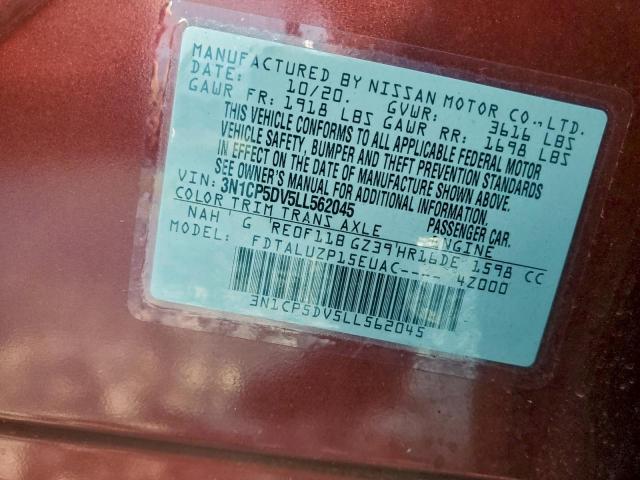 MANUFACTURED BY NISSAN MOTOR CO.,LTD.
DATE: 10/20. GVWR: 3616 LBS
GAWR FR: 1918 LBS GAWR RR: 1698 LBS
THIS VEHICLE CONFORMS TO ALL APPLICABLE FEDERAL MOTOR
VEHICLE SAFETY, BUMPER AND THEFT PREVENTION STANDARDS
IN EFFECT ON THE DATE OF MANUFACTURE SHOWN ABOVE.
SEE OWNER'S MANUAL FOR ADDITIONAL INFORMATION.
VIN: 3N1CP5DV5LL562045 PASSENGER CAR.
COLOR TRIM TRANS AXLE ENGINE
NAH G RE0F11B GZ39 HR16DE 1598 CC
MODEL: FDTALUZP15EUAC---- 4Z000
3N1CP5DV5LL562045